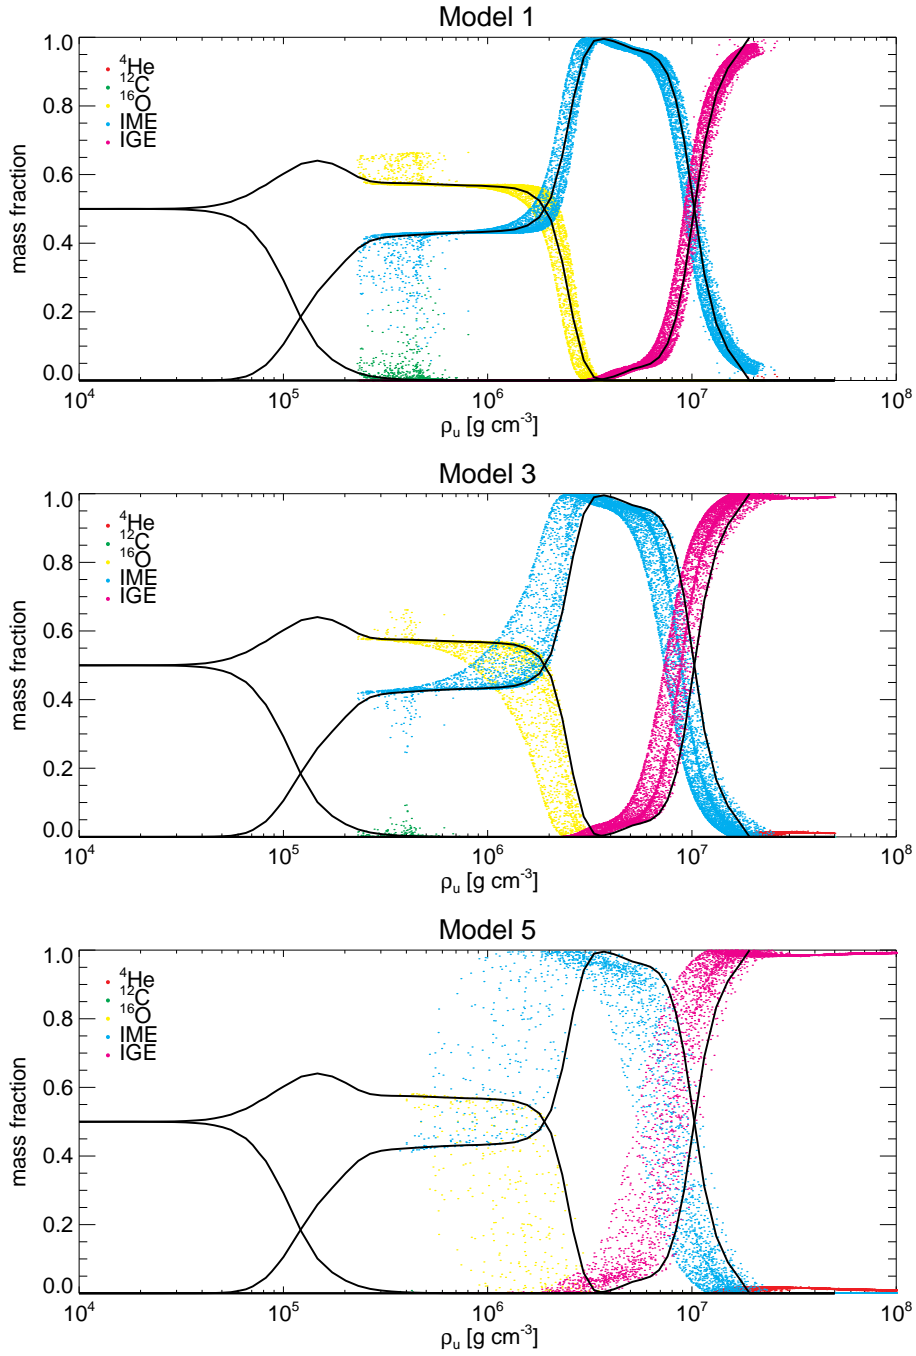 Model 1
mass fraction
1.0
0.8
0.6
0.4
0.2
0.0
⁴He
¹²C
¹⁶O
IME
IGE
10⁴ 10⁵ 10⁶ 10⁷ 10⁸
ρᵤ [g cm⁻³]
Model 3
mass fraction
1.0
0.8
0.6
0.4
0.2
0.0
⁴He
¹²C
¹⁶O
IME
IGE
10⁴ 10⁵ 10⁶ 10⁷ 10⁸
ρᵤ [g cm⁻³]
Model 5
mass fraction
1.0
0.8
0.6
0.4
0.2
0.0
⁴He
¹²C
¹⁶O
IME
IGE
10⁴ 10⁵ 10⁶ 10⁷ 10⁸
ρᵤ [g cm⁻³]